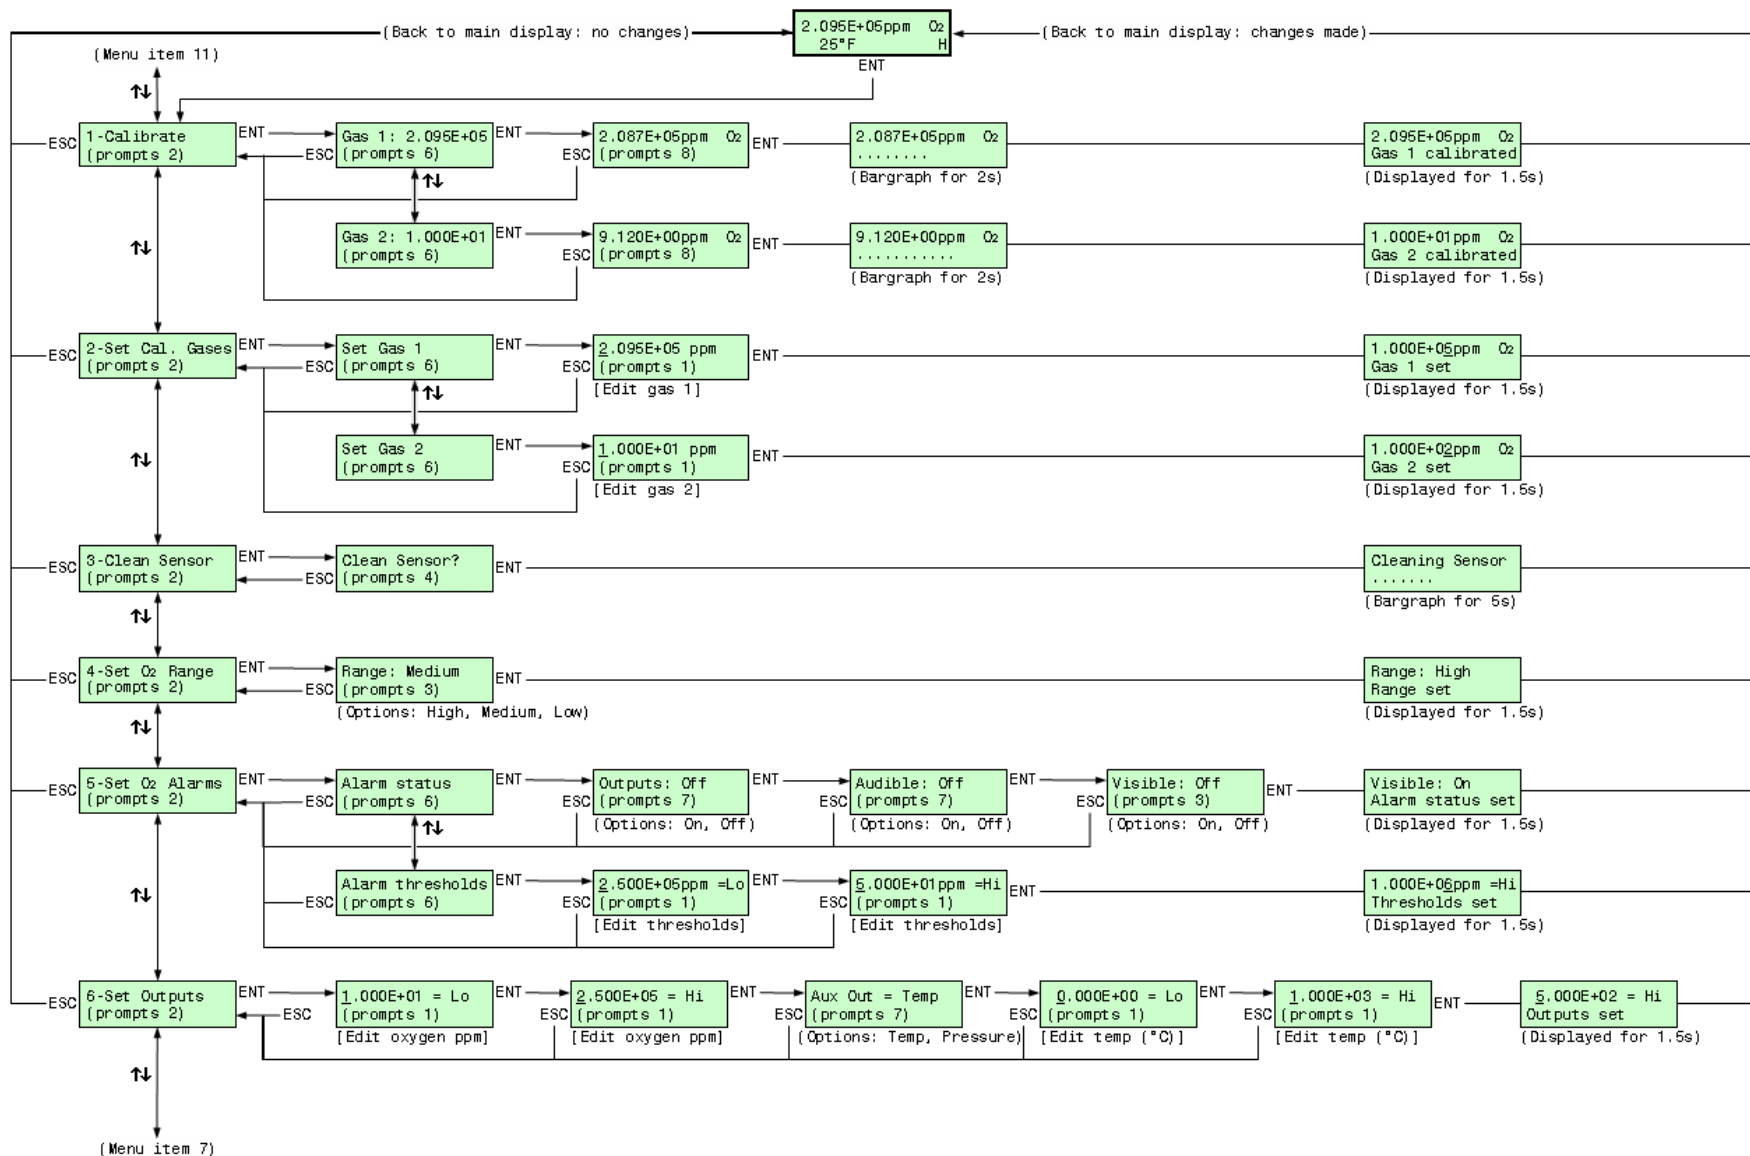 (Back to main display: no changes)
2.095E+05ppm O₂
25°F H
(Back to main display: changes made)
(Menu item 11)
ENT
↑↓
ESC
1-Calibrate
(prompts 2)
ENT
ESC
Gas 1: 2.095E+05
(prompts 6)
ENT
ESC
2.087E+05ppm O₂
(prompts 8)
ENT
2.087E+05ppm O₂
........
(Bargraph for 2s)
2.095E+05ppm O₂
Gas 1 calibrated
(Displayed for 1.5s)
↑↓
↑↓
Gas 2: 1.000E+01
(prompts 6)
ENT
ESC
9.120E+00ppm O₂
(prompts 8)
ENT
9.120E+00ppm O₂
...........
(Bargraph for 2s)
1.000E+01ppm O₂
Gas 2 calibrated
(Displayed for 1.5s)
ESC
2-Set Cal. Gases
(prompts 2)
ENT
ESC
Set Gas 1
(prompts 6)
ENT
ESC
2.095E+05 ppm
(prompts 1)
[Edit gas 1]
ENT
1.000E+05ppm O₂
Gas 1 set
(Displayed for 1.5s)
↑↓
↑↓
Set Gas 2
(prompts 6)
ENT
ESC
1.000E+01 ppm
(prompts 1)
[Edit gas 2]
ENT
1.000E+02ppm O₂
Gas 2 set
(Displayed for 1.5s)
ESC
3-Clean Sensor
(prompts 2)
ENT
ESC
Clean Sensor?
(prompts 4)
ENT
Cleaning Sensor
.......
(Bargraph for 5s)
↑↓
ESC
4-Set O₂ Range
(prompts 2)
ENT
ESC
Range: Medium
(prompts 3)
(Options: High, Medium, Low)
ENT
Range: High
Range set
(Displayed for 1.5s)
↑↓
ESC
5-Set O₂ Alarms
(prompts 2)
ENT
ESC
Alarm status
(prompts 6)
ENT
ESC
Outputs: Off
(prompts 7)
(Options: On, Off)
ENT
ESC
Audible: Off
(prompts 7)
(Options: On, Off)
ENT
ESC
Visible: Off
(prompts 3)
(Options: On, Off)
ENT
Visible: On
Alarm status set
(Displayed for 1.5s)
↑↓
↑↓
ESC
Alarm thresholds
(prompts 6)
ENT
ESC
2.500E+05ppm =Lo
(prompts 1)
[Edit thresholds]
ENT
ESC
5.000E+01ppm =Hi
(prompts 1)
[Edit thresholds]
ENT
1.000E+06ppm =Hi
Thresholds set
(Displayed for 1.5s)
ESC
6-Set Outputs
(prompts 2)
ENT
ESC
1.000E+01 = Lo
(prompts 1)
[Edit oxygen ppm]
ENT
ESC
2.500E+05 = Hi
(prompts 1)
[Edit oxygen ppm]
ENT
ESC
Aux Out = Temp
(prompts 7)
(Options: Temp, Pressure)
ENT
ESC
0.000E+00 = Lo
(prompts 1)
[Edit temp (°C)]
ENT
ESC
1.000E+03 = Hi
(prompts 1)
[Edit temp (°C)]
ENT
5.000E+02 = Hi
Outputs set
(Displayed for 1.5s)
↑↓
(Menu item 7)